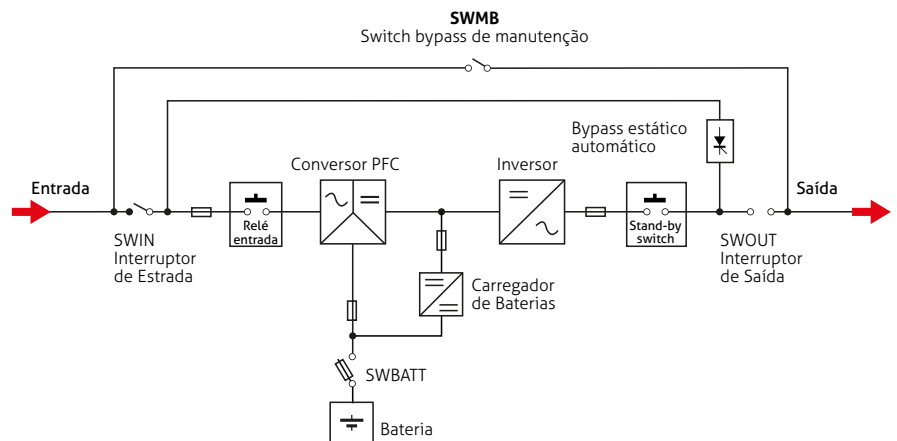 SWMB
Switch bypass de manutenção
Bypass estático
automático
Conversor PFC
Inversor
Entrada
Saída
Relé
entrada
Stand-by
switch
SWIN
Interruptor
de Estrada
SWOUT
Interruptor
de Saída
Carregador
de Baterias
SWBATT
Bateria